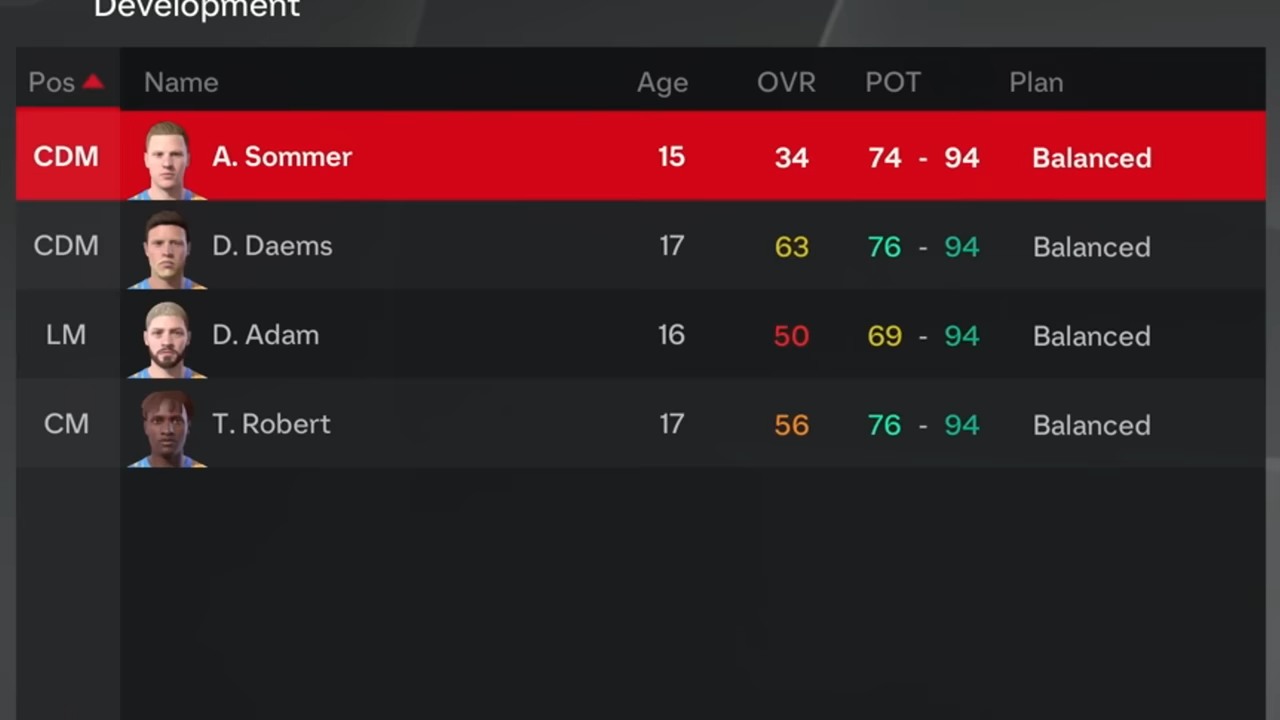 Development
Pos Name Age OVR POT Plan
CDM A. Sommer 15 34 74 - 94 Balanced
CDM D. Daems 17 63 76 - 94 Balanced
LM D. Adam 16 50 69 - 94 Balanced
CM T. Robert 17 56 76 - 94 Balanced